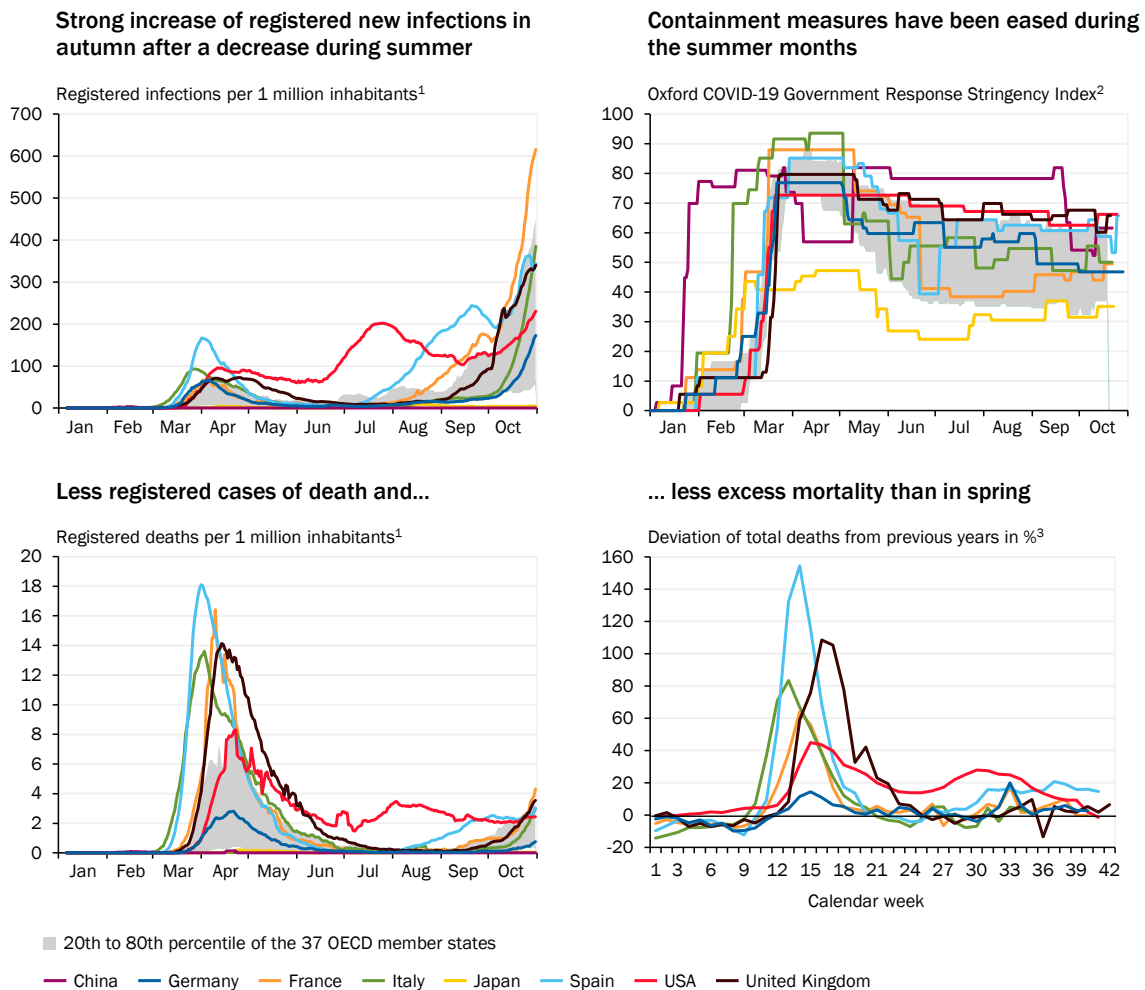 Strong increase of registered new infections in
autumn after a decrease during summer
Registered infections per 1 million inhabitants¹
700
600
500
400
300
200
100
0
Jan Feb Mar Apr May Jun Jul Aug Sep Oct
Containment measures have been eased during
the summer months
Oxford COVID-19 Government Response Stringency Index²
100
90
80
70
60
50
40
30
20
10
0
Jan Feb Mar Apr May Jun Jul Aug Sep Oct
Less registered cases of death and...
Registered deaths per 1 million inhabitants¹
20
18
16
14
12
10
8
6
4
2
0
Jan Feb Mar Apr May Jun Jul Aug Sep Oct
... less excess mortality than in spring
Deviation of total deaths from previous years in %³
160
140
120
100
80
60
40
20
0
-20
1 3 6 9 12 15 18 21 24 27 30 33 36 39 42
Calendar week
20th to 80th percentile of the 37 OECD member states
China Germany France Italy Japan Spain USA United Kingdom